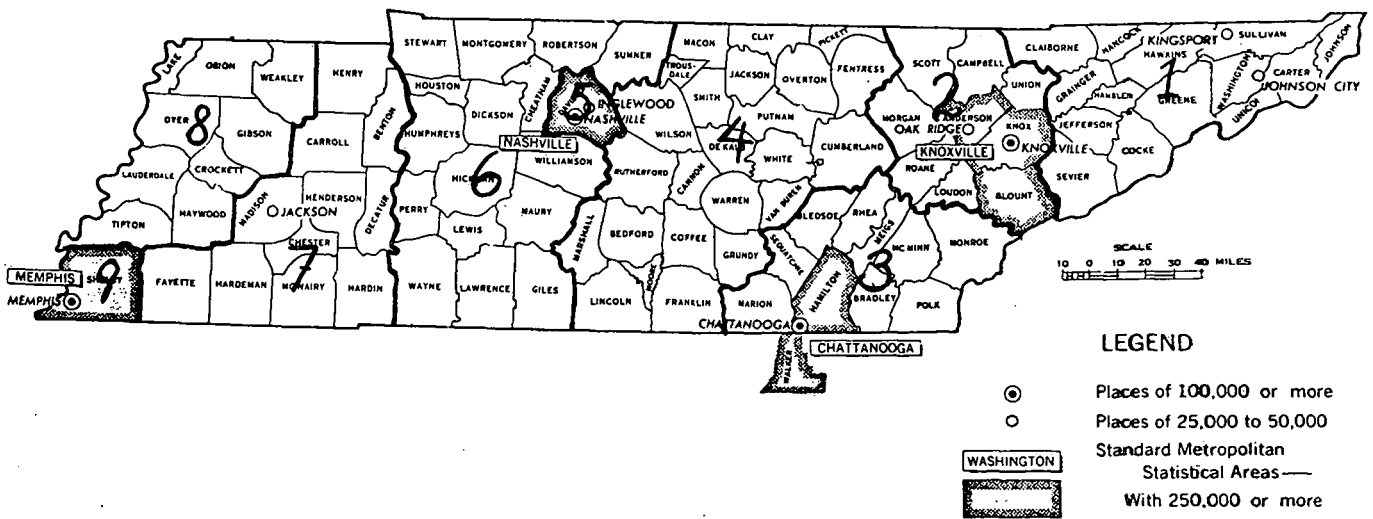 STEWART MONTGOMERY ROBERTSON SUMNER MACON CLAY PICKETT SCOTT CAMPBELL CLAIBORNE HANCOCK KINGSPORT SULLIVAN JOHNSON
LAKE OBION WEAKLEY HENRY HOUSTON CHEATHAM TROUS-
DALE JACKSON OVERTON FENTRESS UNION GRAINGER HAWKINS HAMBLEN GREENE WASHINGTON CARTER
JOHNSON CITY
UNICOI
1
2
DYER 8 GIBSON CARROLL BENTON HUMPHREYS DICKSON 5 INGLEWOOD
NASHVILLE
NASHVILLE
WILSON SMITH PUTNAM MORGAN ANDERSON
OAK RIDGE
KNOX
KNOXVILLE
KNOXVILLE
JEFFERSON COCKE
DE KALB 4 WHITE CUMBERLAND ROANE LOUDON BLOUNT SEVIER
LAUDERDALE CROCKETT HAYWOOD MADISON HENDERSON
JACKSON
DECATUR PERRY HICKMAN 6 WILLIAMSON RUTHERFORD CANNON WARREN VAN BUREN BLEDSOE RHEA MEIGS MC MINN MONROE
TIPTON CHESTER LEWIS MAURY MARSHALL BEDFORD COFFEE GRUNDY SEQUATCHIE
MEMPHIS
MEMPHIS
SHELBY 9 FAYETTE HARDEMAN MCNAIRY 7 HARDIN WAYNE LAWRENCE GILES LINCOLN MOORE FRANKLIN MARION HAMILTON 3 BRADLEY POLK
CHATTANOOGA
CHATTANOOGA
WALKER
SCALE
10 0 10 20 30 40 MILES
LEGEND
Places of 100,000 or more
Places of 25,000 to 50,000
WASHINGTON Standard Metropolitan
Statistical Areas—
With 250,000 or more